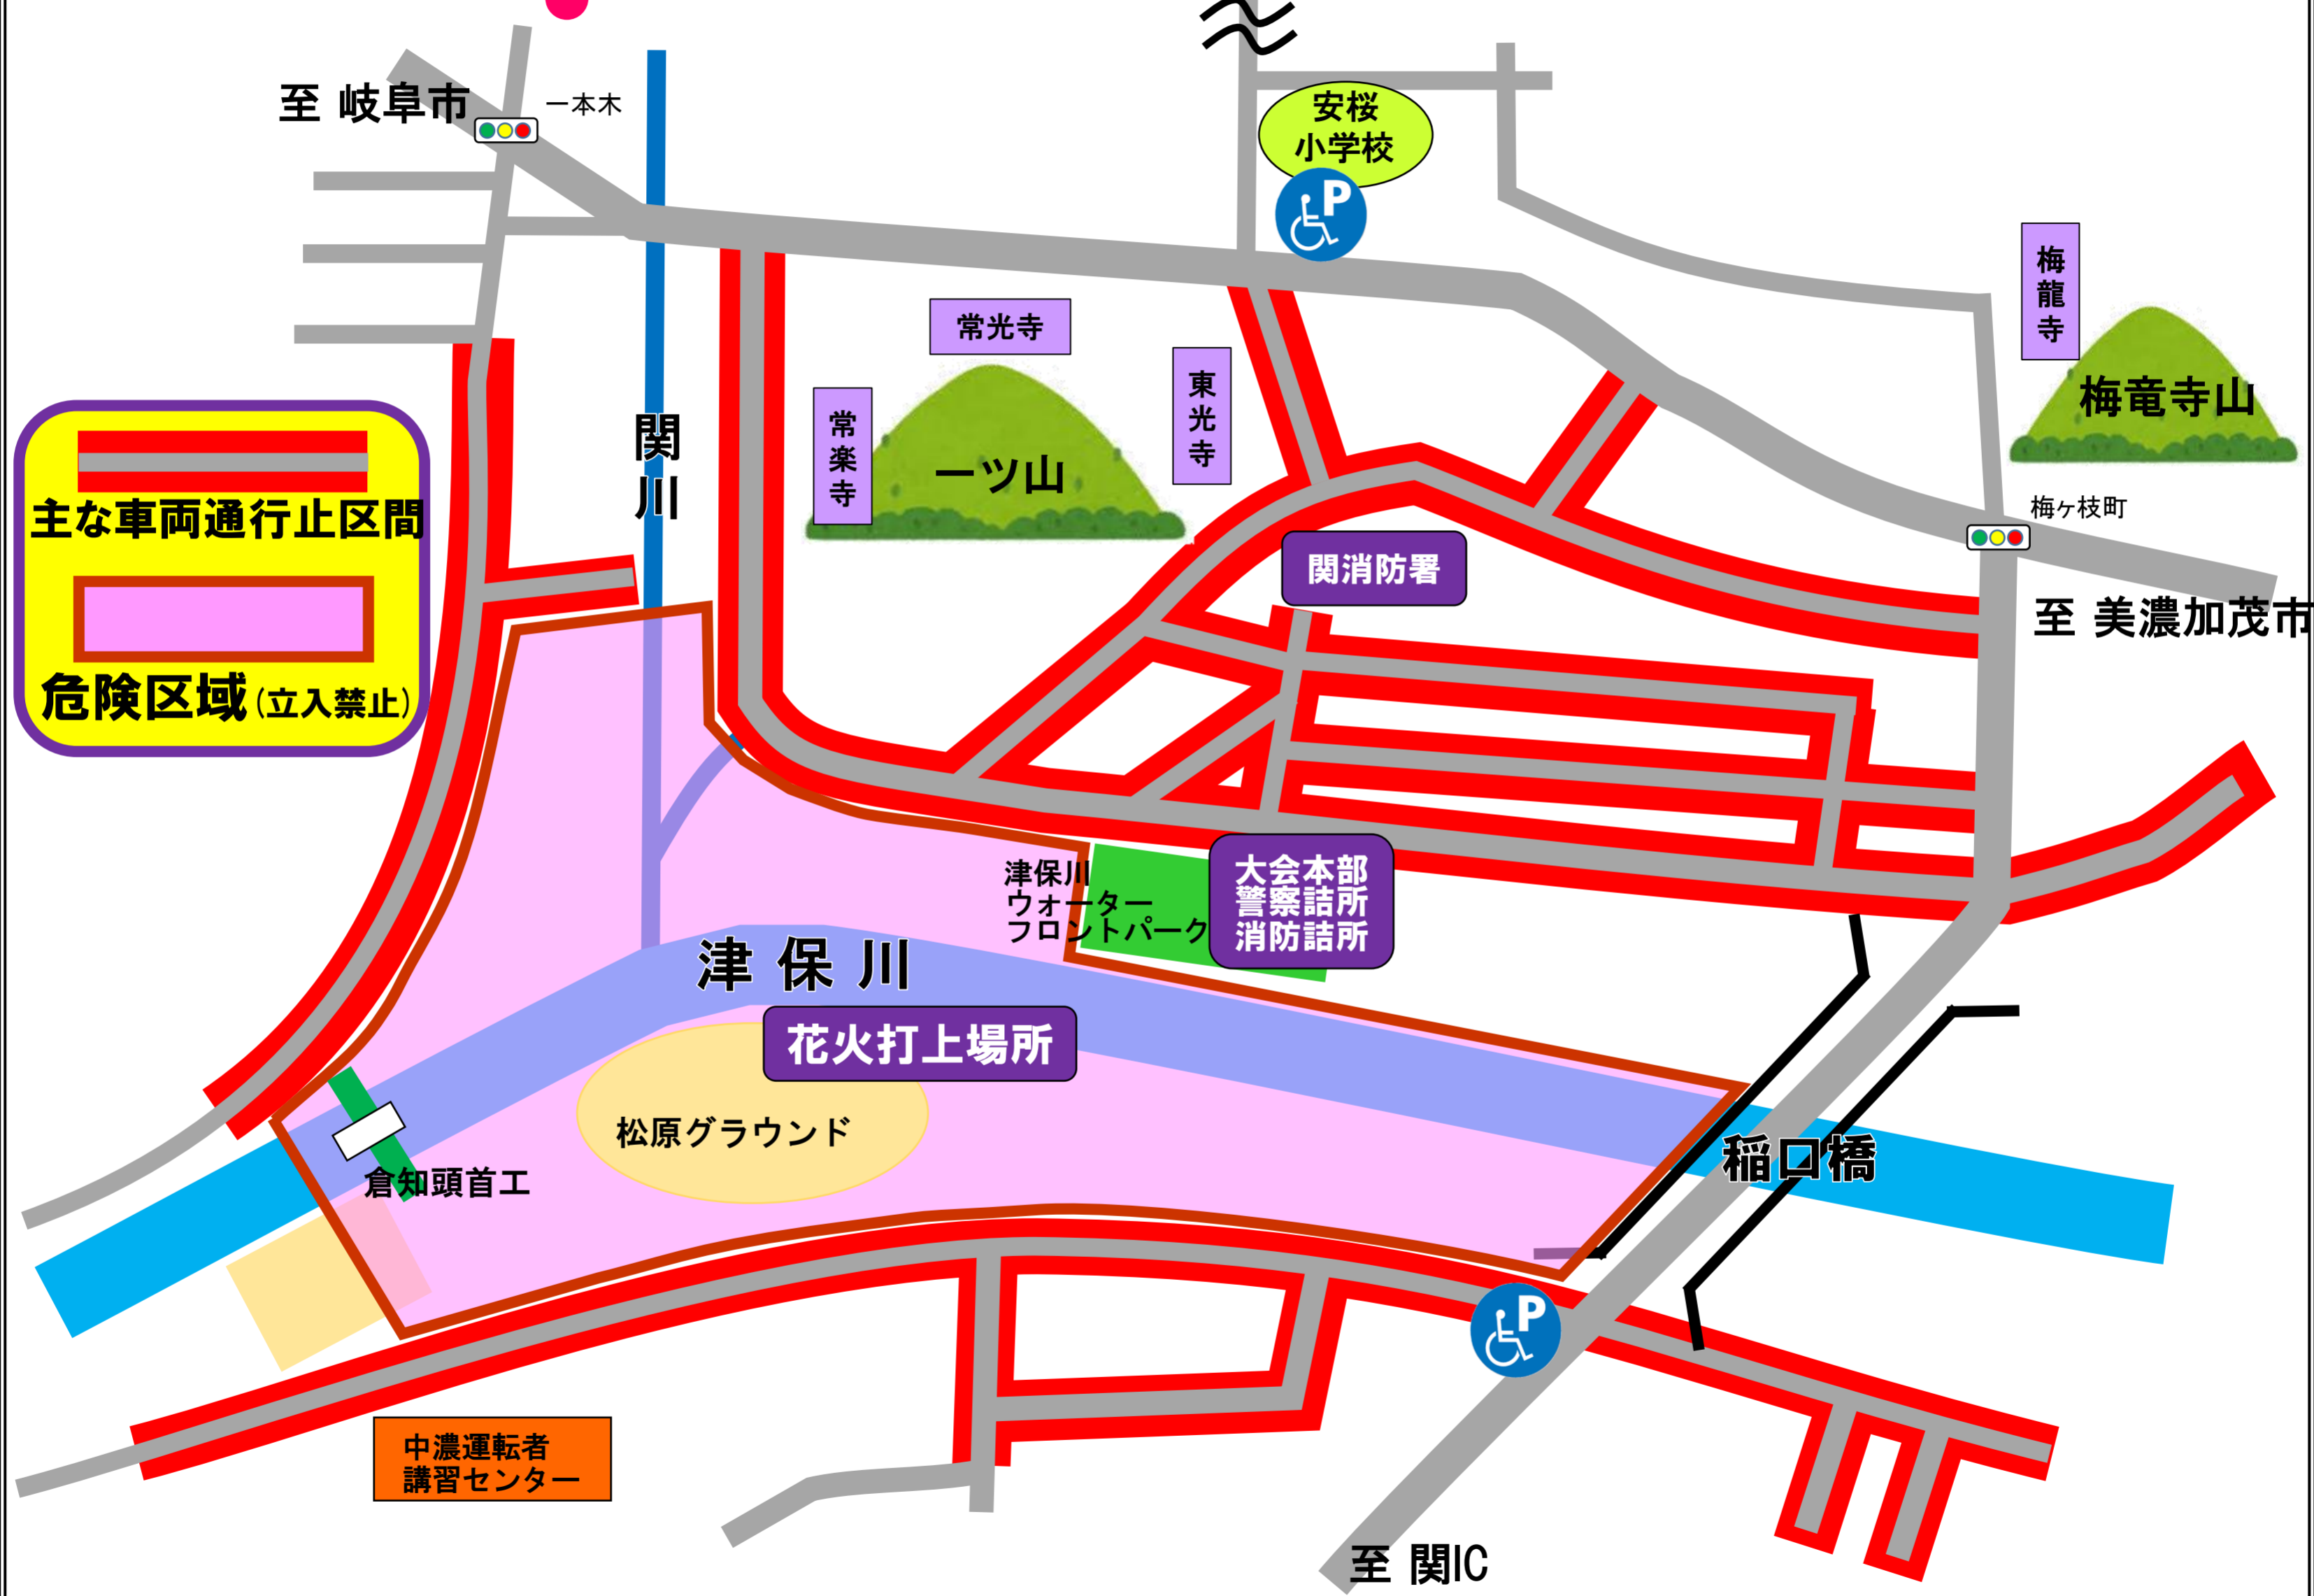 至 岐阜市
一本木
安桜
小学校
P
梅龍寺
梅竜寺山
常光寺
東光寺
常楽寺
一ツ山
関川
梅ヶ枝町
至 美濃加茂市
関消防署
主な車両通行止区間
危険区域(立入禁止)
津保川
ウォーター
フロントパーク
大会本部
警察詰所
消防詰所
津保川
花火打上場所
松原グラウンド
倉知頭首工
稲口橋
P
中濃運転者
講習センター
至 関IC